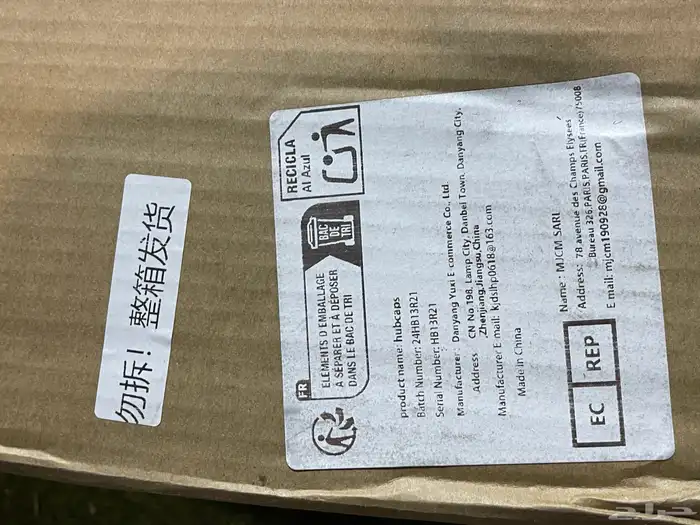 勿拆！整箱发货
RECICLA
Al Azul
FR
ÉLÉMENTS D'EMBALLAGE
À SÉPARER ET À DÉPOSER
DANS LE BAC DE TRI
BAC
DE
TRI
product name: hubcaps
Batch Number: 24HB13R21
Serial Number: HB13R21
Manufacturer: Danyang Yuxi E-commerce Co., Ltd.
Address: CN No.198, Lamp City, Danbei Town, Danyang City,
,Zhenjiang,Jiangsu,China
Manufacturer E-mail: kjdslhp0618@163.com
Made in China
EC REP
Name: MJCM SARL
Address: 78 avenue des Champs Elysées
Bureau 326,PARIS,PARIS,FR(France)75008
E.mail: mjcm190928@gmail.com